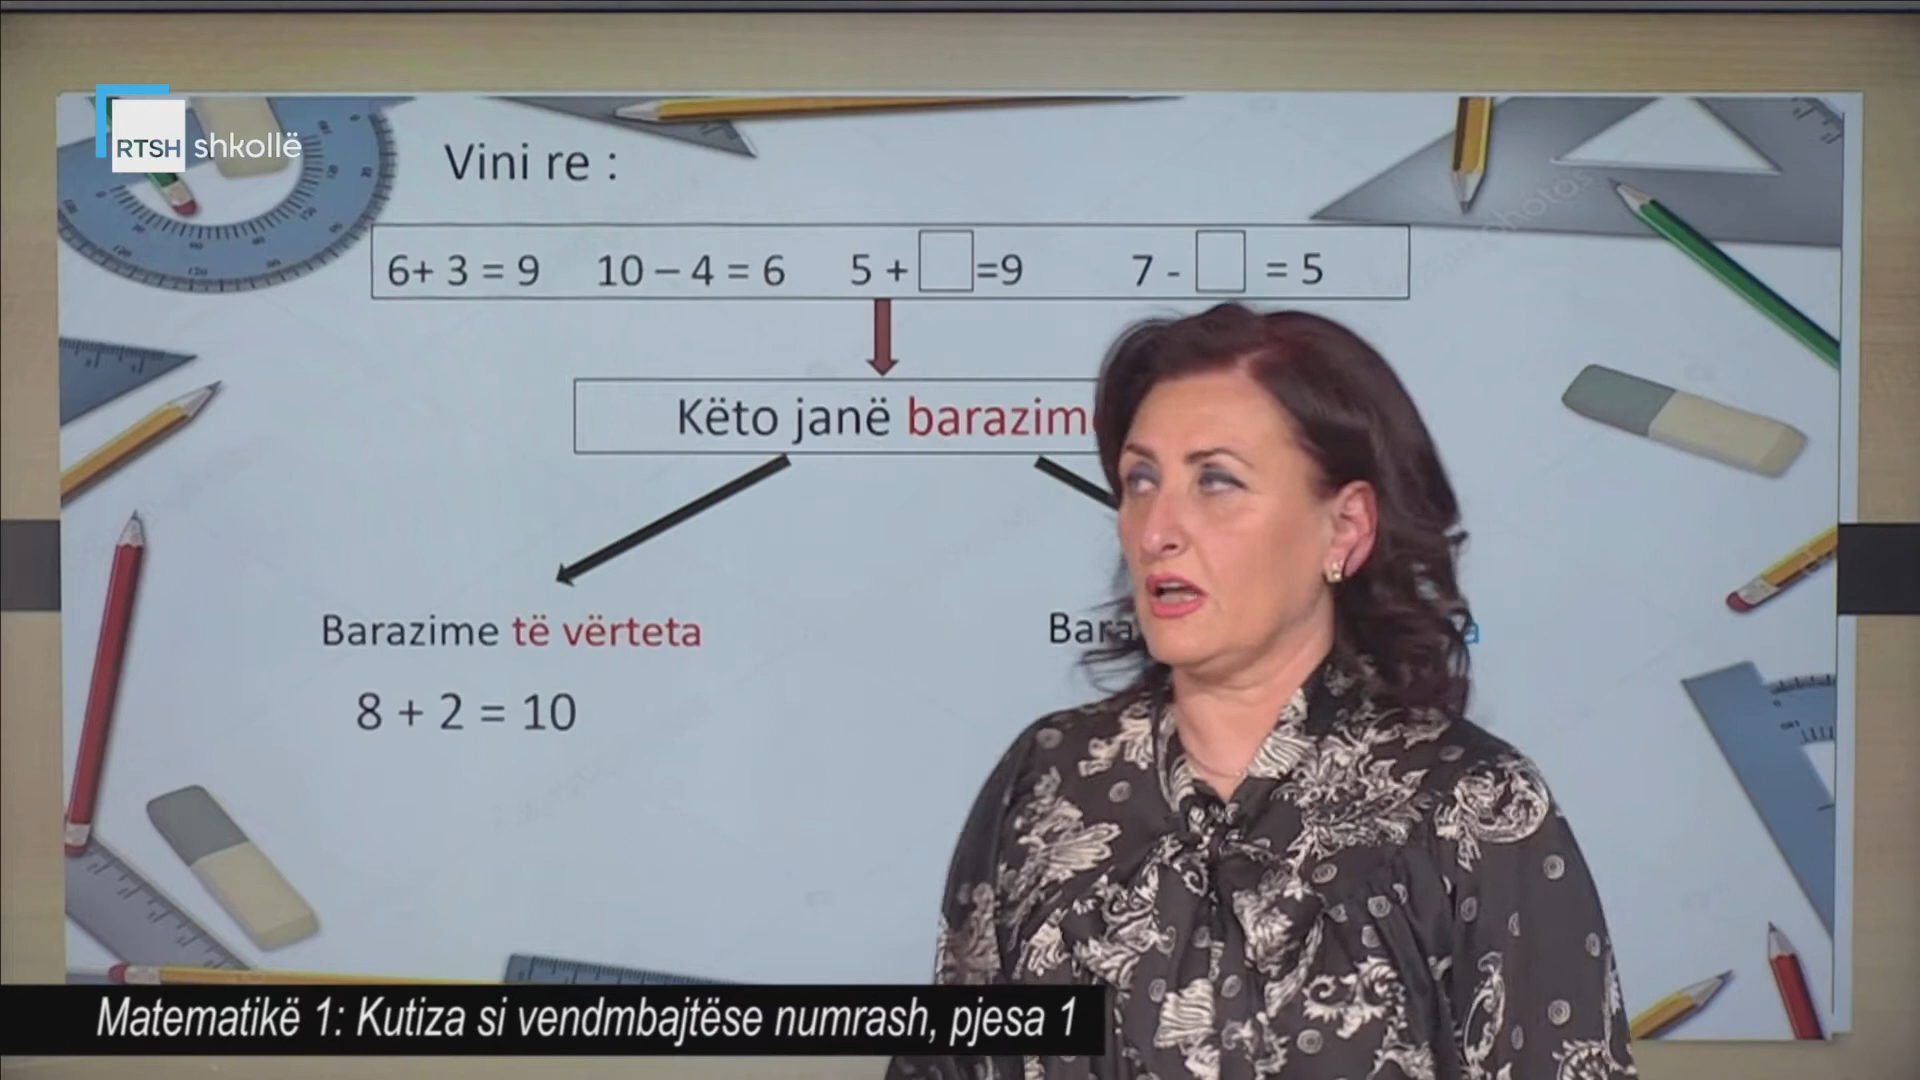 RTSH shkollë
Vini re :
6+ 3 = 9 10 – 4 = 6 5 + =9 7 - = 5
Këto janë
Barazime të vërteta
8 + 2 = 10
Matematikë 1: Kutiza si vendmbajtëse numrash, pjesa 1